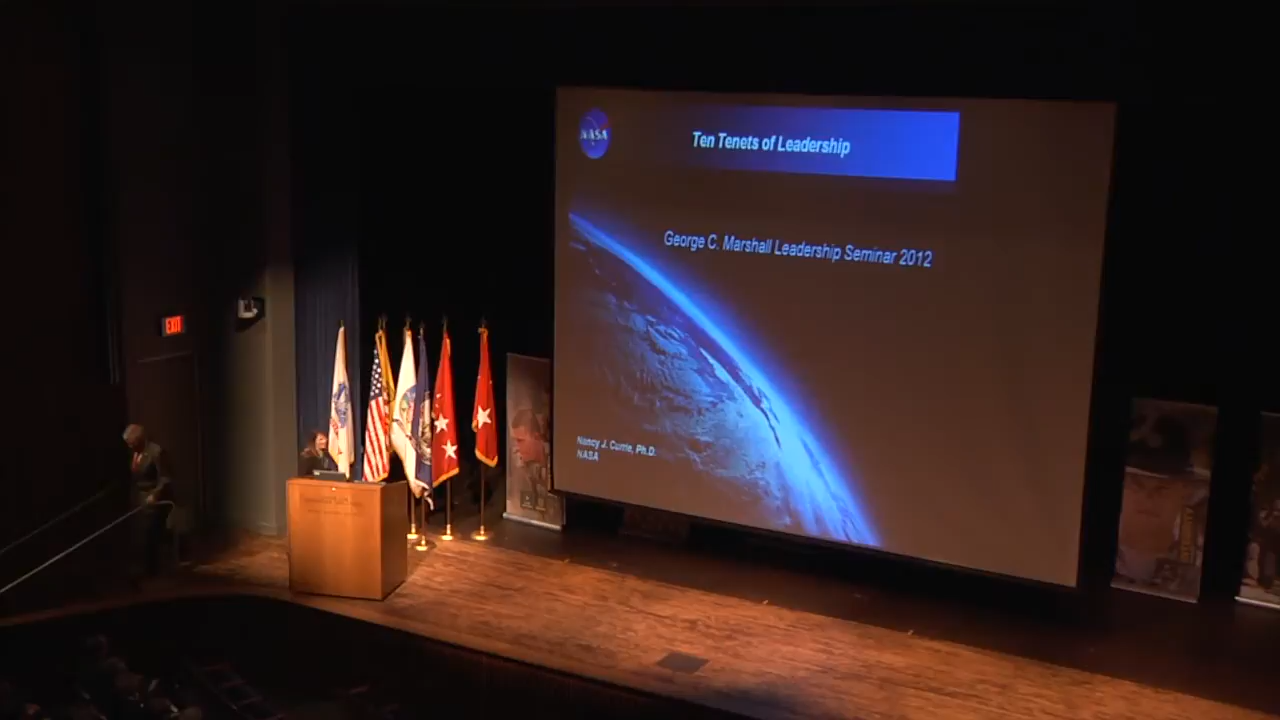 NASA
Ten Tenets of Leadership
George C. Marshall Leadership Seminar 2012
Nancy J. Currie, Ph.D.
NASA
EXIT